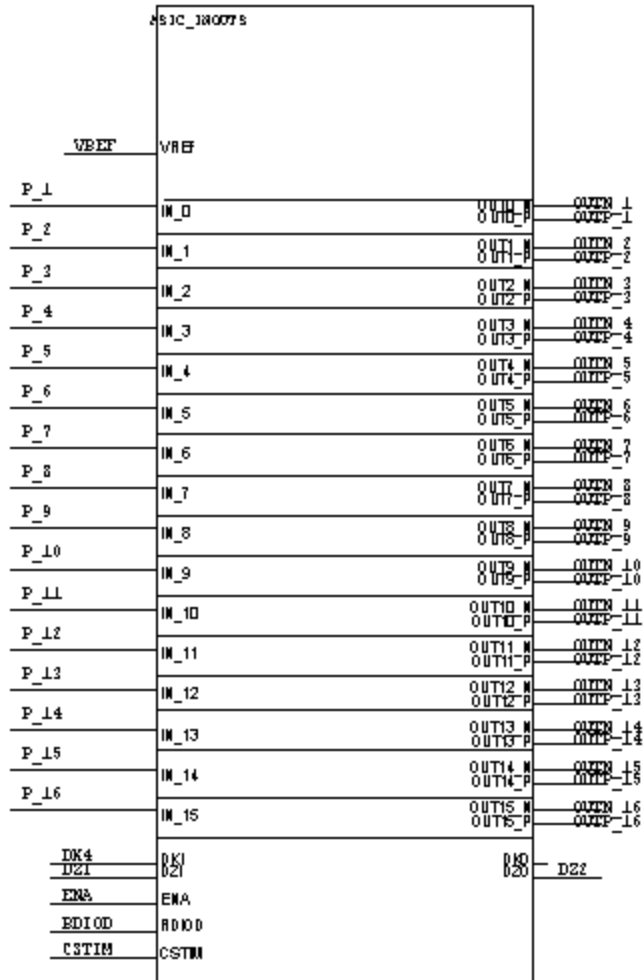 ASIC_INOUTS
VREF VREF
P_1 IN_0 OUT0_N OUTN_1
OUT0_P OUTP_1
P_2 IN_1 OUT1_N OUTN_2
OUT1_P OUTP_2
P_3 IN_2 OUT2_N OUTN_3
OUT2_P OUTP_3
P_4 IN_3 OUT3_N OUTN_4
OUT3_P OUTP_4
P_5 IN_4 OUT4_N OUTN_5
OUT4_P OUTP_5
P_6 IN_5 OUT5_N OUTN_6
OUT5_P OUTP_6
P_7 IN_6 OUT6_N OUTN_7
OUT6_P OUTP_7
P_8 IN_7 OUT7_N OUTN_8
OUT7_P OUTP_8
P_9 IN_8 OUT8_N OUTN_9
OUT8_P OUTP_9
P_10 IN_9 OUT9_N OUTN_10
OUT9_P OUTP_10
P_11 IN_10 OUT10_N OUTN_11
OUT10_P OUTP_11
P_12 IN_11 OUT11_N OUTN_12
OUT11_P OUTP_12
P_13 IN_12 OUT12_N OUTN_13
OUT12_P OUTP_13
P_14 IN_13 OUT13_N OUTN_14
OUT13_P OUTP_14
P_15 IN_14 OUT14_N OUTN_15
OUT14_P OUTP_15
P_16 IN_15 OUT15_N OUTN_16
OUT15_P OUTP_16
DK4 DKI DKO
DZ1 DZI DZO DZ2
ENA ENA
CSTIM CSTIM